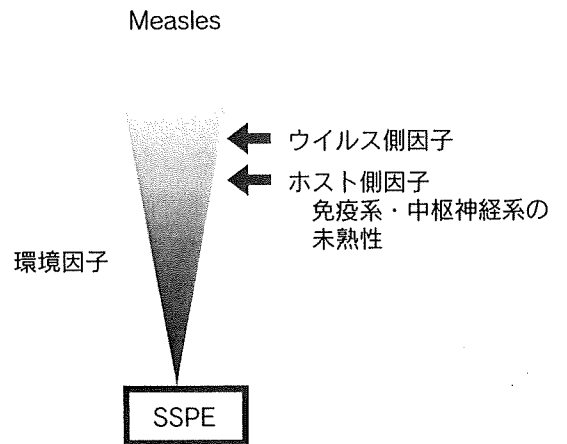 Measles
ウイルス側因子
ホスト側因子
免疫系・中枢神経系の
未熟性
環境因子
SSPE